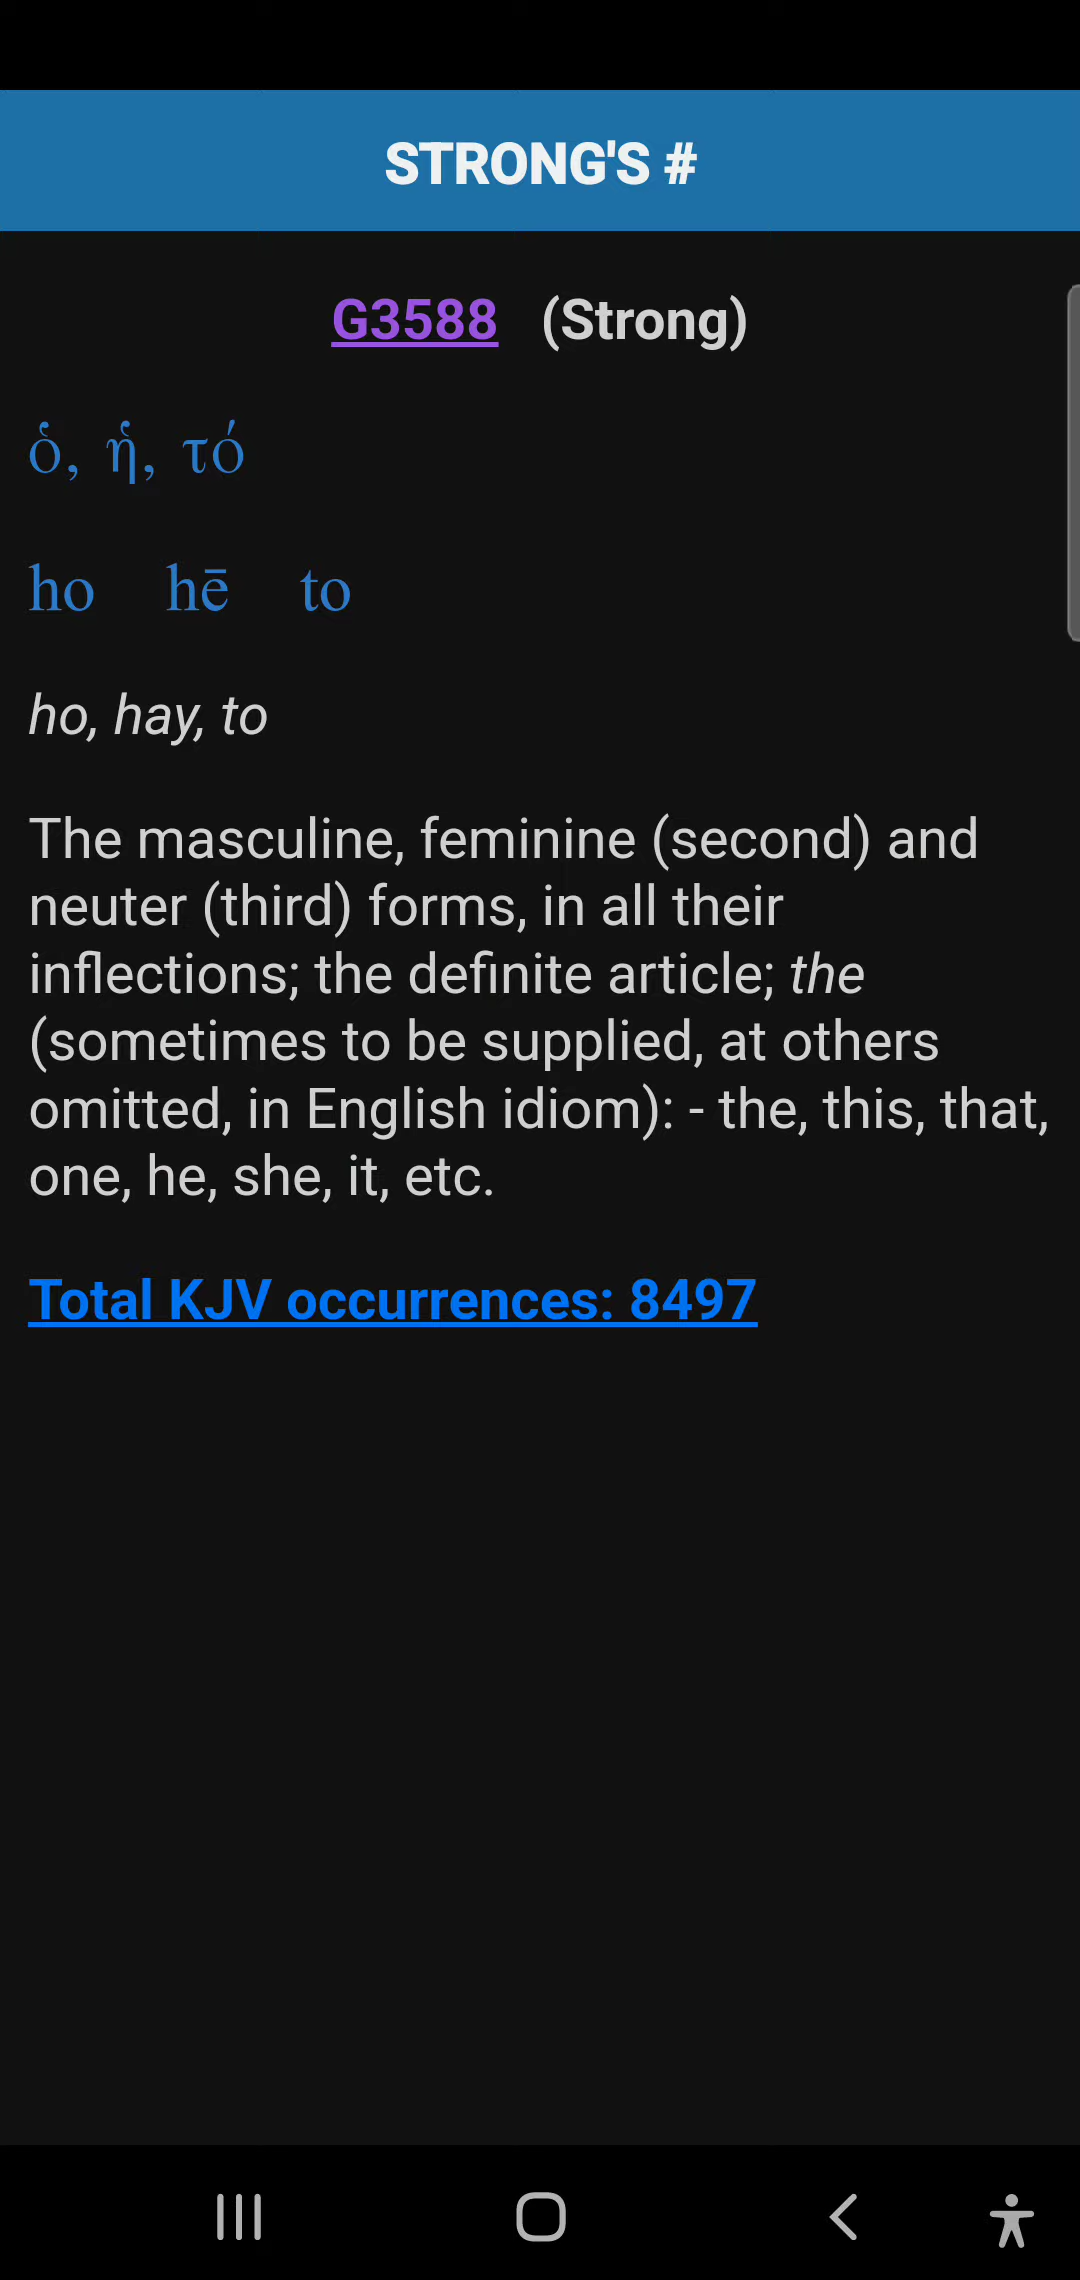 STRONG'S #
G3588 (Strong)
ὁ, ἡ, τό
ho hē to
ho, hay, to
The masculine, feminine (second) and
neuter (third) forms, in all their
inflections; the definite article; the
(sometimes to be supplied, at others
omitted, in English idiom): - the, this, that,
one, he, she, it, etc.
Total KJV occurrences: 8497